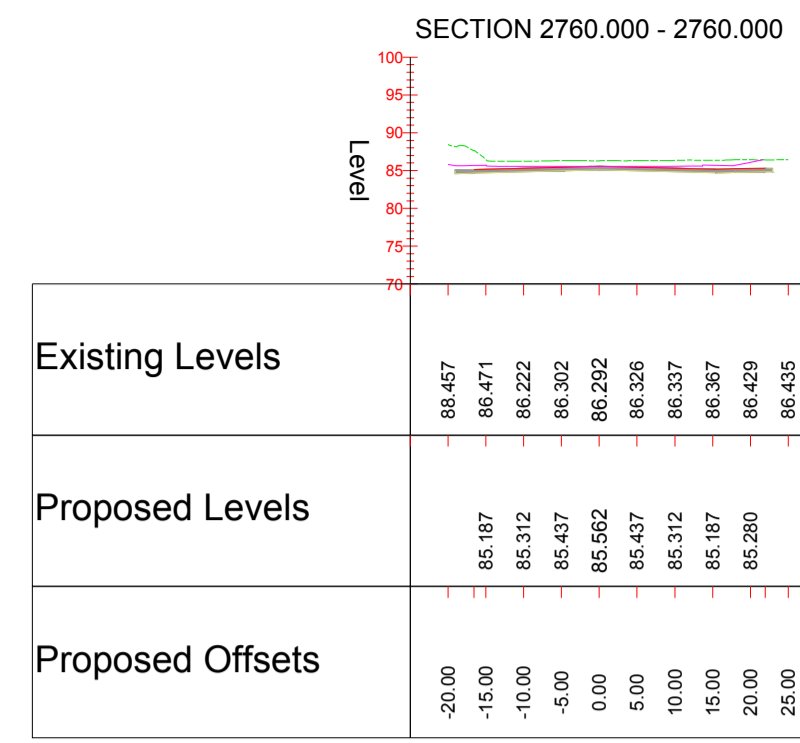 SECTION 2760.000 - 2760.000
100
95
90
85
80
75
70
Level
Existing Levels
88.457 86.471 86.222 86.302 86.292 86.326 86.337 86.367 86.429 86.435
Proposed Levels
85.187 85.312 85.437 85.562 85.437 85.312 85.187 85.280
Proposed Offsets
-20.00 -15.00 -10.00 -5.00 0.00 5.00 10.00 15.00 20.00 25.00